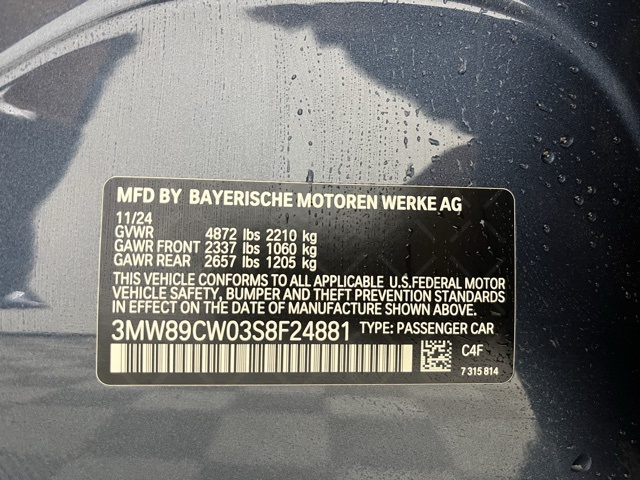 MFD BY BAYERISCHE MOTOREN WERKE AG
11/24
GVWR 4872 lbs 2210 kg
GAWR FRONT 2337 lbs 1060 kg
GAWR REAR 2657 lbs 1205 kg
THIS VEHICLE CONFORMS TO ALL APPLICABLE U.S.FEDERAL MOTOR
VEHICLE SAFETY, BUMPER AND THEFT PREVENTION STANDARDS
IN EFFECT ON THE DATE OF MANUFACTURE SHOWN ABOVE.
3MW89CW03S8F24881 TYPE: PASSENGER CAR
C4F
7 315 814